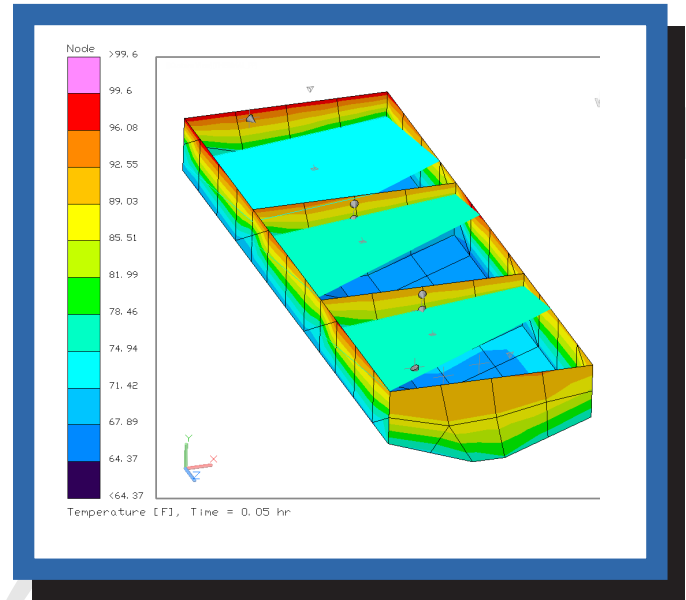 Node
>99.6
99.6
96.08
92.55
89.03
85.51
81.99
78.46
74.94
71.42
67.89
64.37
<64.37
Y
X
Z
Temperature [F], Time = 0.05 hr